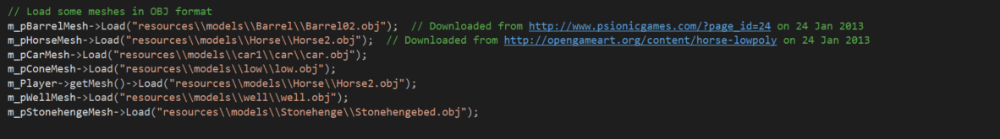 // Load some meshes in OBJ format
m_pBarrelMesh->Load("resources\\models\\Barrel\\Barrel02.obj");  // Downloaded from http://www.psionicgames.com/?page_id=24 on 24 Jan 2013
m_pHorseMesh->Load("resources\\models\\Horse\\Horse2.obj");  // Downloaded from http://opengameart.org/content/horse-lowpoly on 24 Jan 2013
m_pCarMesh->Load("resources\\models\\car1\\car\\car.obj");
m_pConeMesh->Load("resources\\models\\low\\low.obj");
m_Player->getMesh()->Load("resources\\models\\Horse\\Horse2.obj");
m_pWellMesh->Load("resources\\models\\well\\well.obj");
m_pStonehengeMesh->Load("resources\\models\\Stonehenge\\Stonehengebed.obj");